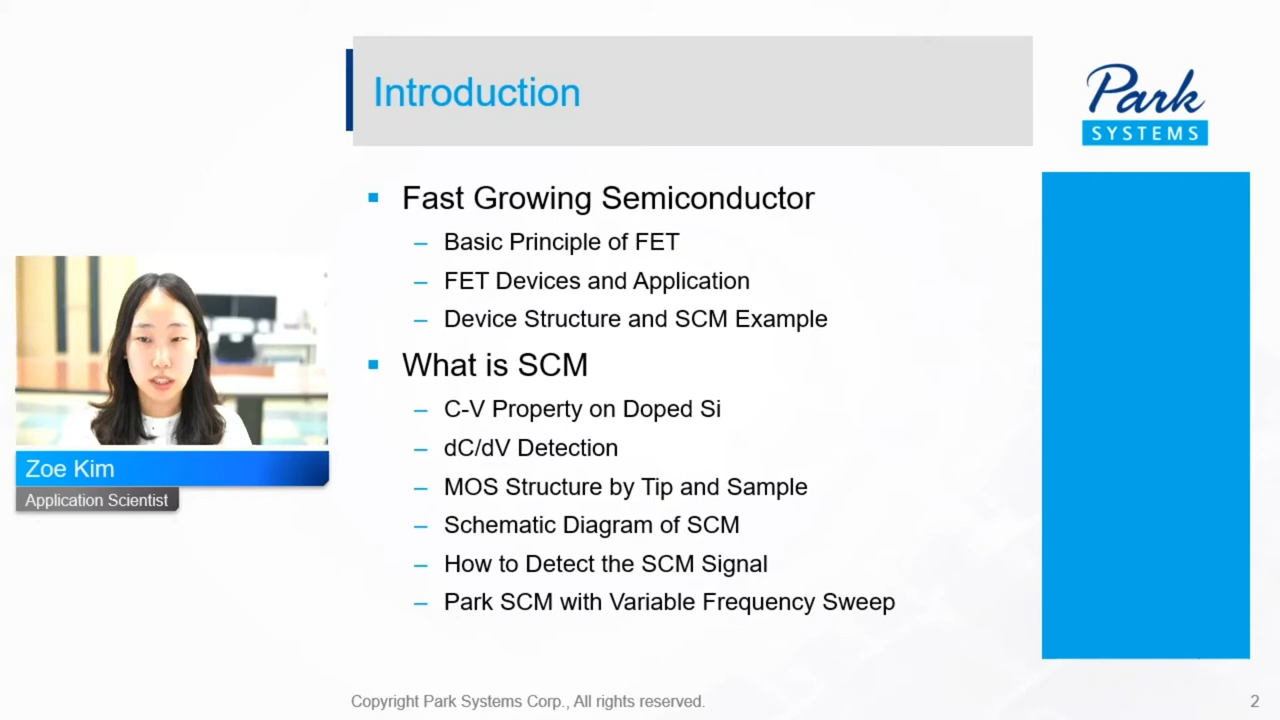 Introduction
Park
SYSTEMS
Fast Growing Semiconductor
– Basic Principle of FET
– FET Devices and Application
– Device Structure and SCM Example
What is SCM
– C-V Property on Doped Si
– dC/dV Detection
– MOS Structure by Tip and Sample
– Schematic Diagram of SCM
– How to Detect the SCM Signal
– Park SCM with Variable Frequency Sweep
Zoe Kim
Application Scientist
Copyright Park Systems Corp., All rights reserved.
2